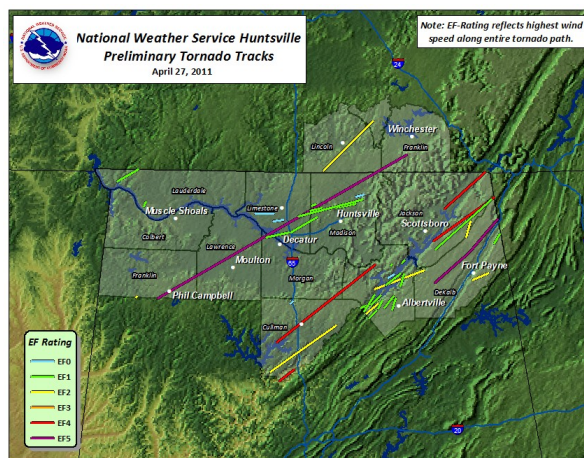 National Weather Service Huntsville
Preliminary Tornado Tracks
April 27, 2011
Note: EF-Rating reflects highest wind
speed along entire tornado path.
24
Winchester
Lincoln
Franklin
Lauderdale
Limestone
Muscle Shoals
Huntsville
Jackson
Scottsboro
Colbert
Decatur
Madison
Lawrence
Moulton
65
Franklin
Morgan
Fort Payne
Phil Campbell
DeKalb
Albertville
Cullman
EF Rating
EF0
EF1
EF2
EF3
EF4
EF5
20